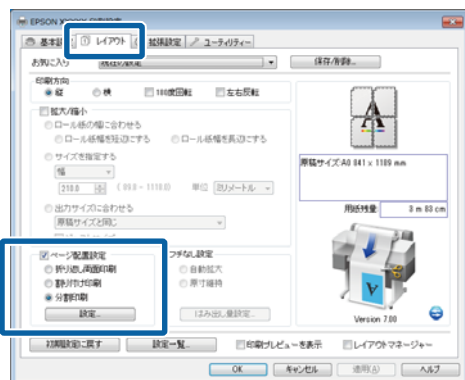 EPSON
基本設
レイアウト
拡張設定
ユーティリティー
お気に入り
現在の設定
保存/削除...
印刷方向
縦
横
180度回転
左右反転
拡大/縮小
ロール紙の幅に合わせる
ロール紙幅を短辺にする
ロール紙幅を長辺にする
サイズを指定する
幅
210.0
単位
ミリメートル
出力サイズに合わせる
原稿サイズと同じ
原稿サイズ:A0 841 x 1189 mm
用紙残量
3 m 83 cm
ページ配置設定
折り返し両面印刷
割り付け印刷
分割印刷
設定...
フチなし設定
自動拡大
原寸維持
はみ出し量設定...
Version 7.00
初期設定に戻す
設定一覧...
印刷プレビューを表示
レイアウトマネージャー
OK
キャンセル
適用(A)
ヘルプ